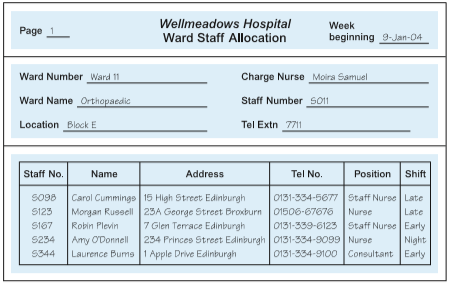 Wellmeadows Hospital
Page 1 Ward Staff Allocation Week beginning 9-Jan-04
Ward Number Ward 11 Charge Nurse Moira Samuel
Ward Name Orthopaedic Staff Number S011
Location Block E Tel Extn 7711
Staff No. Name Address Tel No. Position Shift
S098 Carol Cummings 15 High Street Edinburgh 0131-334-5677 Staff Nurse Late
S123 Morgan Russell 23A George Street Broxburn 01506-67676 Nurse Late
S167 Robin Plevin 7 Glen Terrace Edinburgh 0131-339-6123 Staff Nurse Early
S234 Amy O'Donnell 234 Princes Street Edinburgh 0131-334-9099 Nurse Night
S344 Laurence Burns 1 Apple Drive Edinburgh 0131-334-9100 Consultant Early